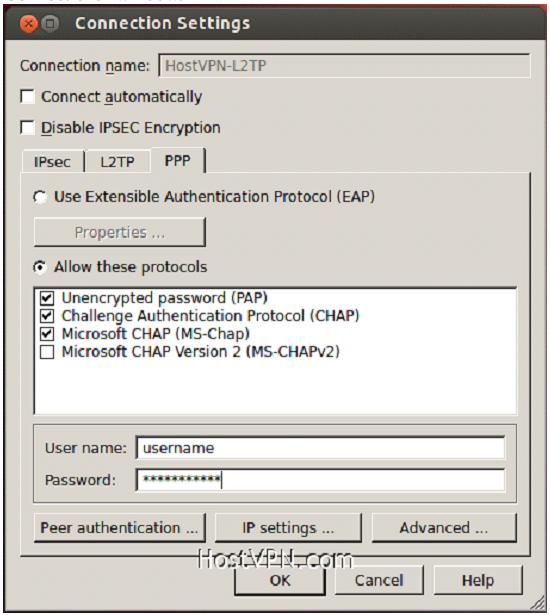 Connection Settings
Connection name: HostVPN-L2TP
Connect automatically
Disable IPSEC Encryption
IPsec L2TP PPP
Use Extensible Authentication Protocol (EAP)
Properties ...
Allow these protocols
Unencrypted password (PAP)
Challenge Authentication Protocol (CHAP)
Microsoft CHAP (MS-Chap)
Microsoft CHAP Version 2 (MS-CHAPv2)
User name: username
Password: ***********
Peer authentication ... IP settings ... Advanced ...
HostVPN.com
OK Cancel Help